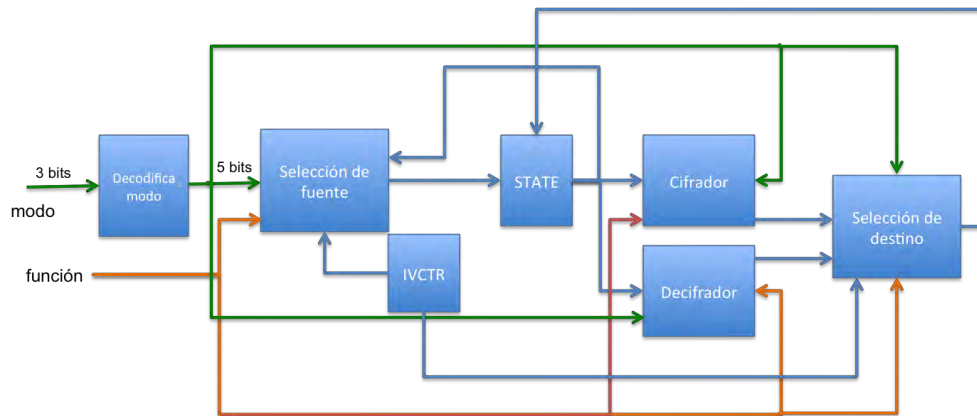 3 bits
modo
Decodifica
modo
5 bits
Selección de
fuente
STATE
Cifrador
Selección de
destino
función
IVCTR
Decifrador